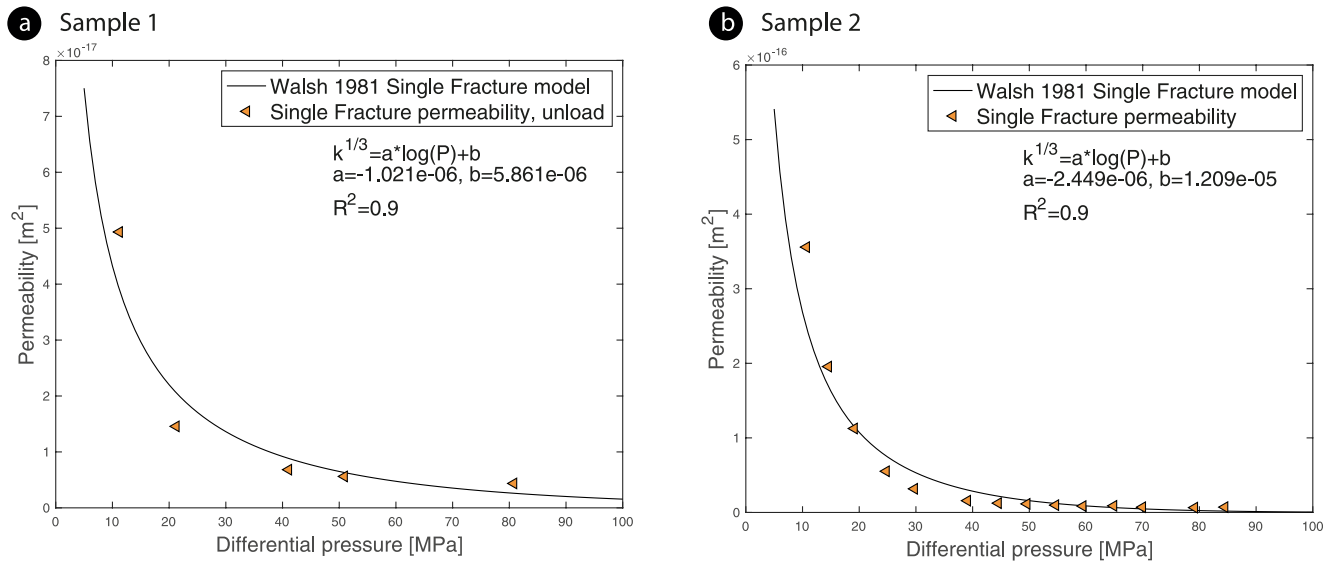 a Sample 1
×10-17
8
7
6
5
4
3
2
1
0
Permeability [m2]
Walsh 1981 Single Fracture model
Single Fracture permeability, unload
k1/3=a*log(P)+b
a=-1.021e-06, b=5.861e-06
R2=0.9
0 10 20 30 40 50 60 70 80 90 100
Differential pressure [MPa]
b Sample 2
×10-16
6
5
4
3
2
1
0
Permeability [m2]
Walsh 1981 Single Fracture model
Single Fracture permeability
k1/3=a*log(P)+b
a=-2.449e-06, b=1.209e-05
R2=0.9
0 10 20 30 40 50 60 70 80 90 100
Differential pressure [MPa]